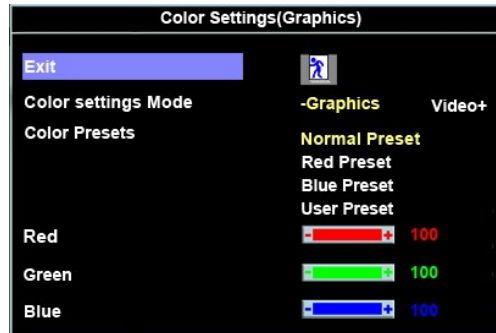 Color Settings(Graphics)
Exit
Color settings Mode -Graphics Video+
Color Presets Normal Preset
Red Preset
Blue Preset
User Preset
Red - + 100
Green - + 100
Blue - + 100